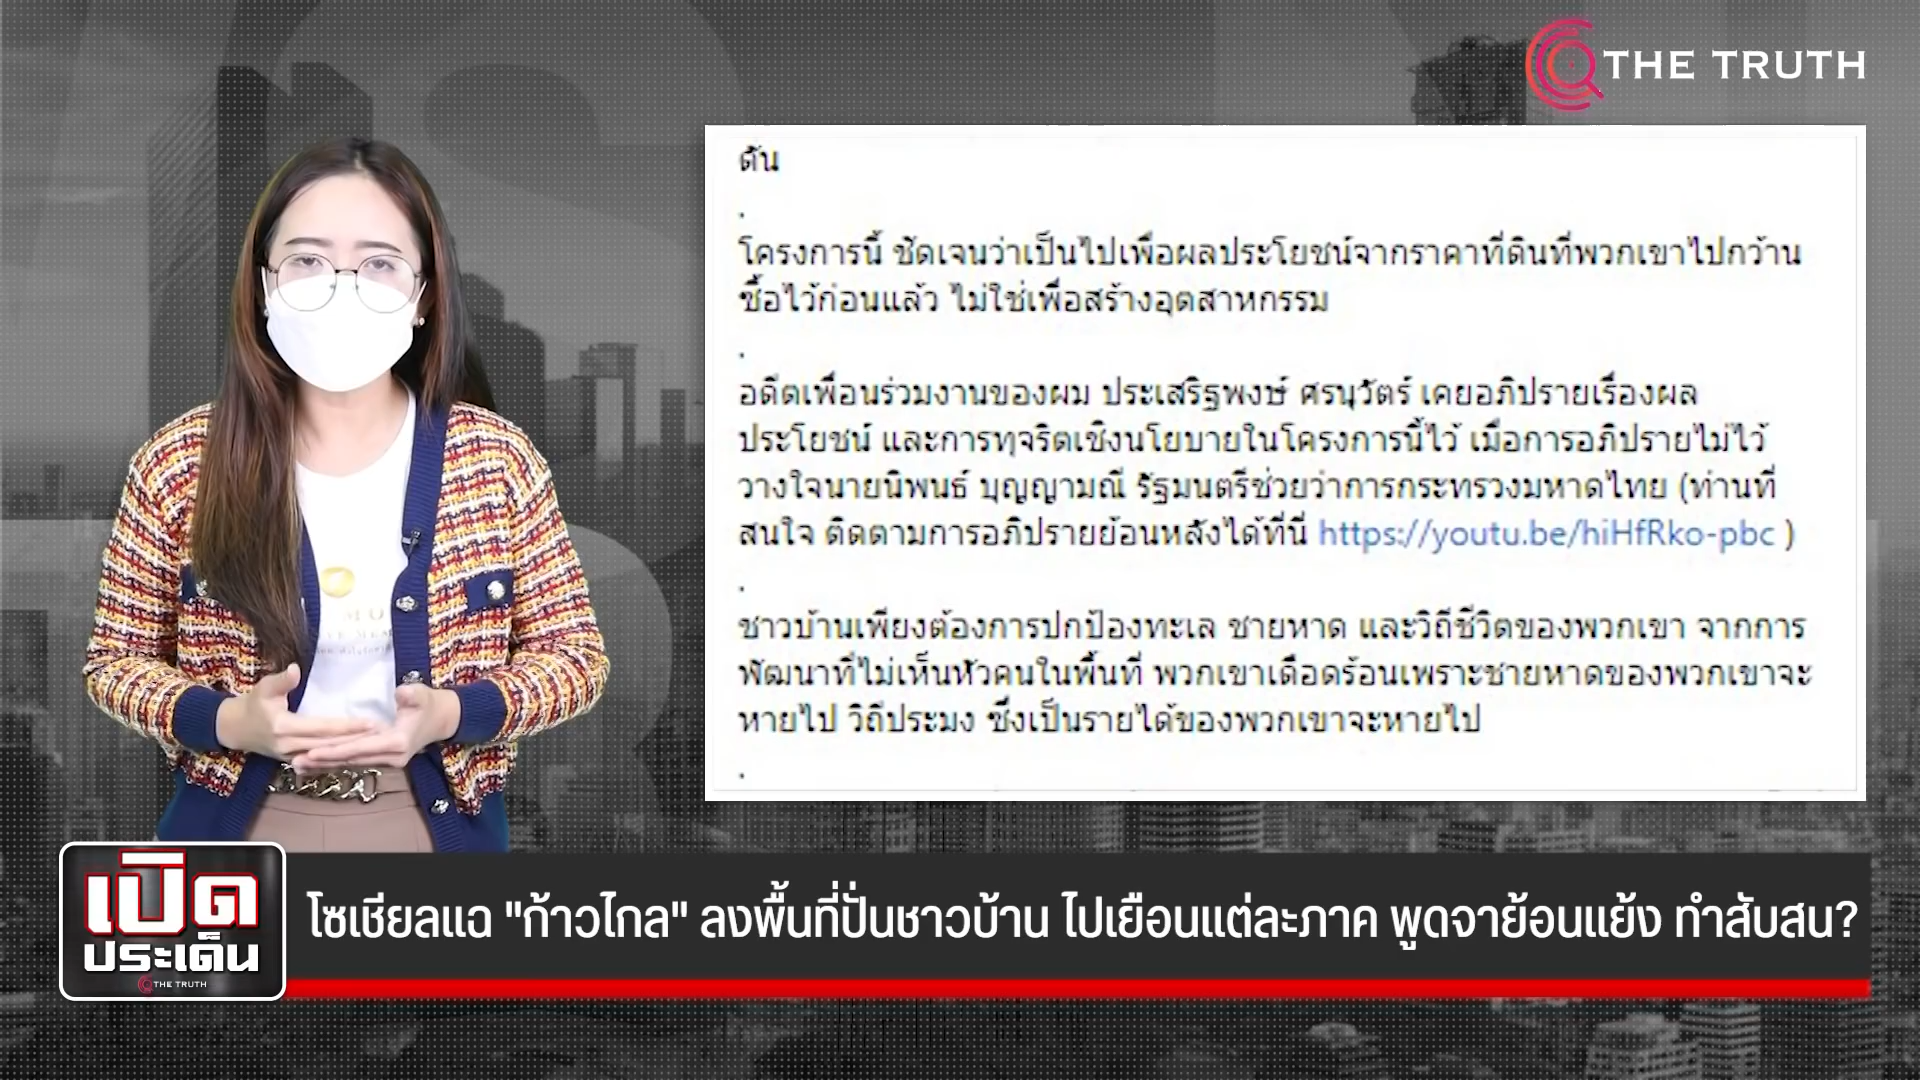 THE TRUTH
ดัน
.
โครงการนี้ ชัดเจนว่าเป็นไปเพื่อผลประโยชน์จากราคาที่ดินที่พวกเขาไปกว้าน
ซื้อไว้ก่อนแล้ว ไม่ใช่เพื่อสร้างอุตสาหกรรม
.
อดีตเพื่อนร่วมงานของผม ประเสริฐพงษ์ ศรนุวัตร์ เคยอภิปรายเรื่องผล
ประโยชน์ และการทุจริตเชิงนโยบายในโครงการนี้ไว้ เมื่อการอภิปรายไม่ไว้
วางใจนายนิพนธ์ บุญญามณี รัฐมนตรีช่วยว่าการกระทรวงมหาดไทย (ท่านที่
สนใจ ติดตามการอภิปรายย้อนหลังได้ที่นี่ https://youtu.be/hiHfRko-pbc )
.
ชาวบ้านเพียงต้องการปกป้องทะเล ชายหาด และวิถีชีวิตของพวกเขา จากการ
พัฒนาที่ไม่เห็นหัวคนในพื้นที่ พวกเขาเดือดร้อนเพราะชายหาดของพวกเขาจะ
หายไป วิถีประมง ซึ่งเป็นรายได้ของพวกเขาจะหายไป
.
เปิด
ประเด็น
THE TRUTH
โซเชียลแฉ "ก้าวไกล" ลงพื้นที่ปั่นชาวบ้าน ไปเยือนแต่ละภาค พูดจาย้อนแย้ง ทำสับสน?